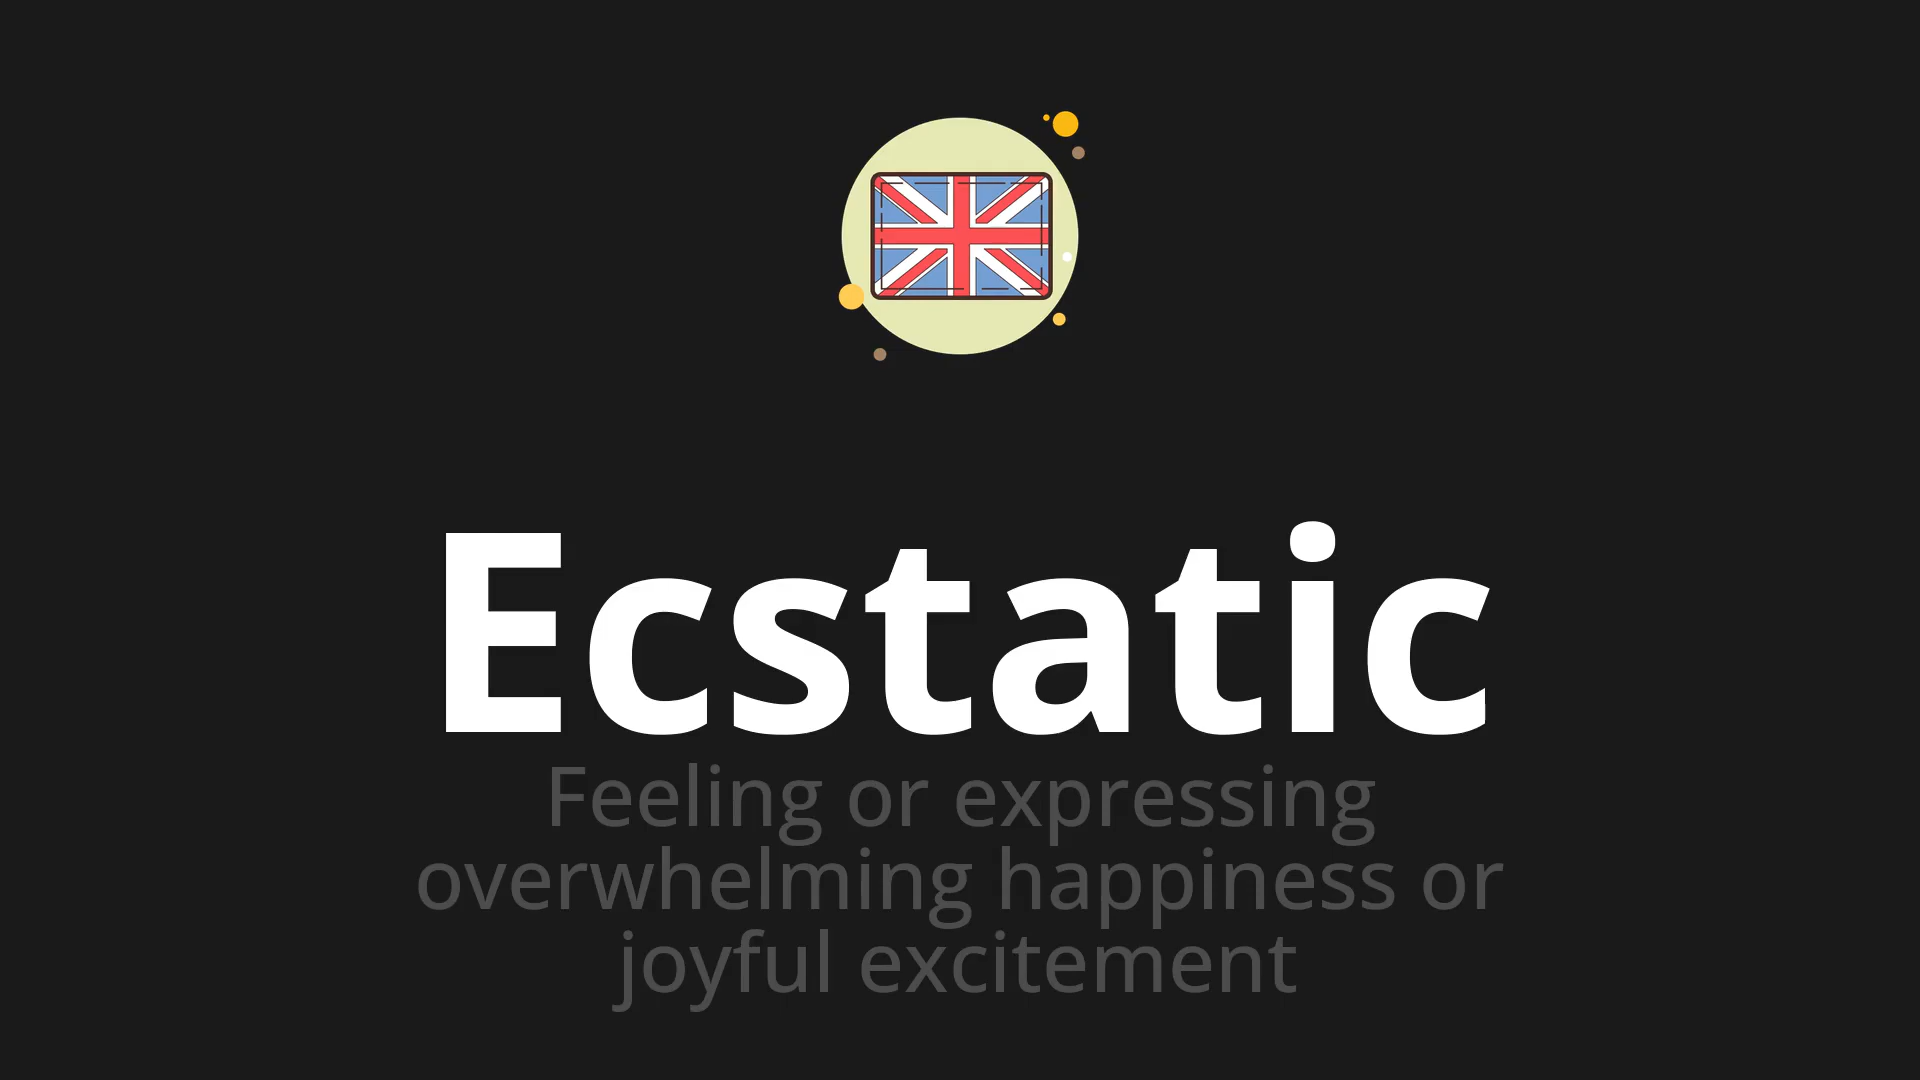 Ecstatic
Feeling or expressing
overwhelming happiness or
joyful excitement